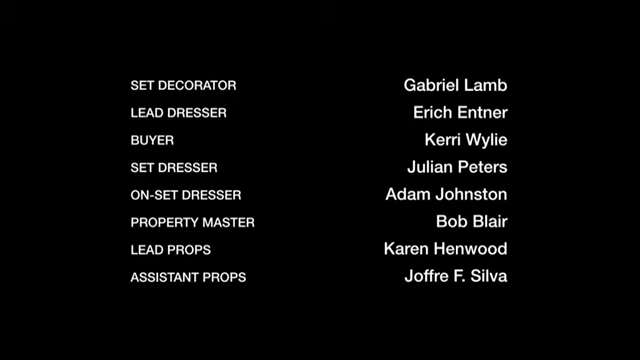 SET DECORATOR Gabriel Lamb
LEAD DRESSER Erich Entner
BUYER Kerri Wylie
SET DRESSER Julian Peters
ON-SET DRESSER Adam Johnston
PROPERTY MASTER Bob Blair
LEAD PROPS Karen Henwood
ASSISTANT PROPS Joffre F. Silva